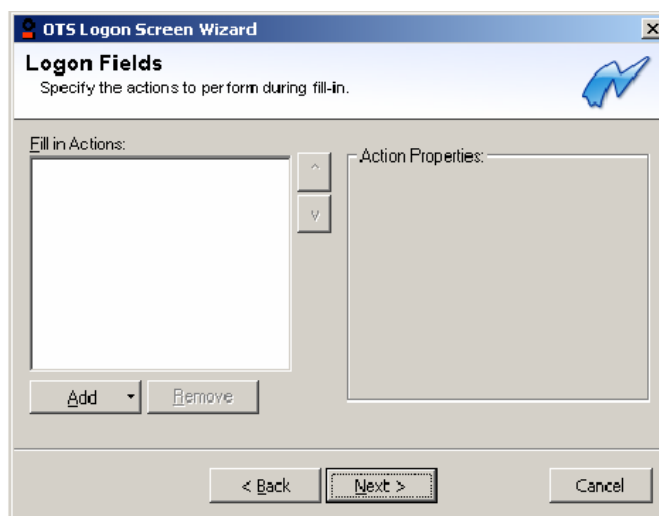 OTS Logon Screen Wizard
Logon Fields
Specify the actions to perform during fill-in.
Fill in Actions:
Action Properties:
^
v
Add
Remove
< Back
Next >
Cancel